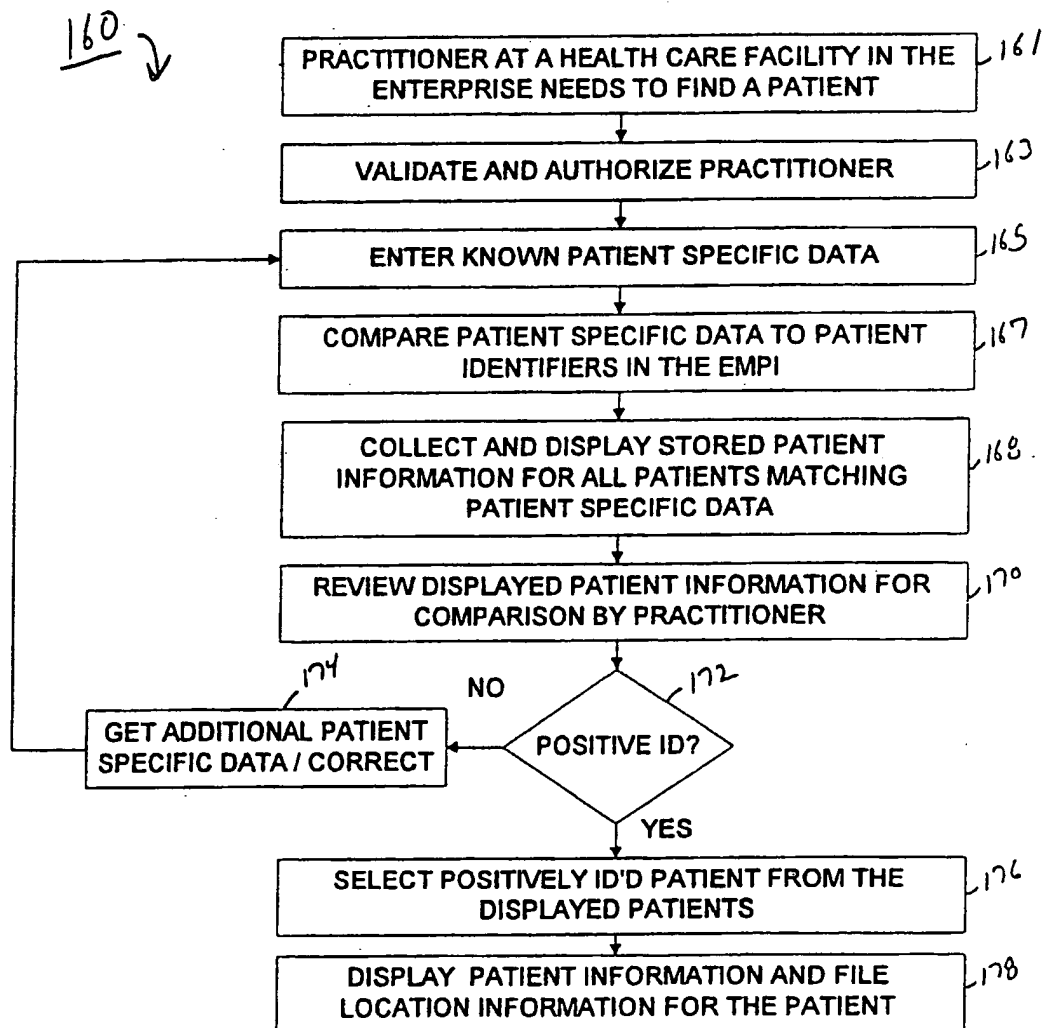 160
PRACTITIONER AT A HEALTH CARE FACILITY IN THE
ENTERPRISE NEEDS TO FIND A PATIENT
161
VALIDATE AND AUTHORIZE PRACTITIONER
163
ENTER KNOWN PATIENT SPECIFIC DATA
165
COMPARE PATIENT SPECIFIC DATA TO PATIENT
IDENTIFIERS IN THE EMPI
167
COLLECT AND DISPLAY STORED PATIENT
INFORMATION FOR ALL PATIENTS MATCHING
PATIENT SPECIFIC DATA
168
REVIEW DISPLAYED PATIENT INFORMATION FOR
COMPARISON BY PRACTITIONER
170
172
POSITIVE ID?
NO
174
GET ADDITIONAL PATIENT
SPECIFIC DATA / CORRECT
YES
SELECT POSITIVELY ID'D PATIENT FROM THE
DISPLAYED PATIENTS
176
DISPLAY PATIENT INFORMATION AND FILE
LOCATION INFORMATION FOR THE PATIENT
178